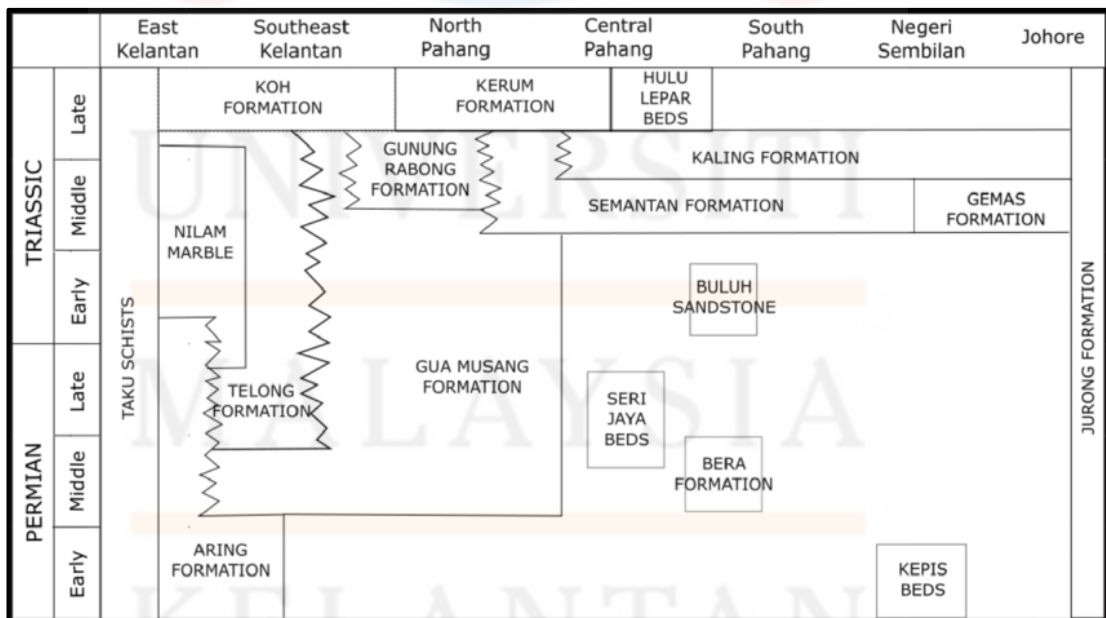 East
Kelantan
Southeast
Kelantan
North
Pahang
Central
Pahang
South
Pahang
Negeri
Sembilan
Johore
TRIASSIC
Late
Middle
Early
PERMIAN
Late
Middle
Early
TAKU SCHISTS
KOH
FORMATION
KERUM
FORMATION
HULU
LEPAR
BEDS
GUNUNG
RABONG
FORMATION
KALING FORMATION
SEMANTAN FORMATION
GEMAS
FORMATION
NILAM
MARBLE
BULUH
SANDSTONE
TELONG
FORMATION
GUA MUSANG
FORMATION
SERI
JAYA
BEDS
BERA
FORMATION
ARING
FORMATION
KEPIS
BEDS
JURONG FORMATION
UNIVERSITI
MALAYSIA
KELANTAN